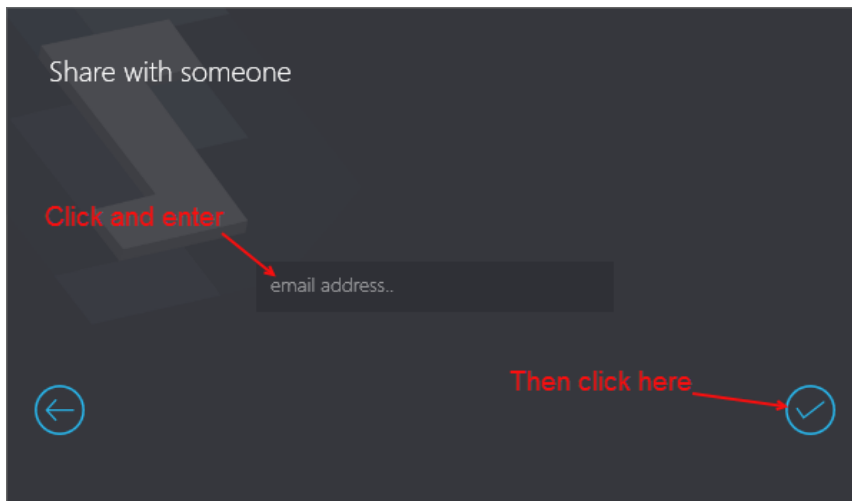 Share with someone
Click and enter
email address..
Then click here